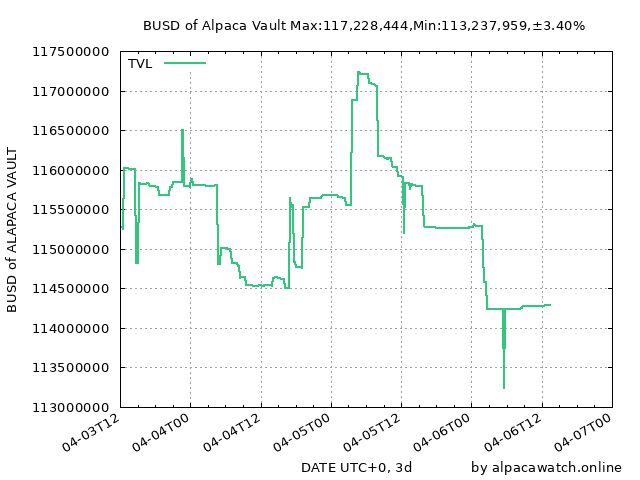 BUSD of Alpaca Vault Max:117,228,444,Min:113,237,959,±3.40%
TVL
117500000
117000000
116500000
116000000
115500000
115000000
114500000
114000000
113500000
113000000
BUSD of ALAPACA VAULT
04-03T12
04-04T00
04-04T12
04-05T00
04-05T12
04-06T00
04-06T12
04-07T00
DATE UTC+0, 3d
by alpacawatch.online